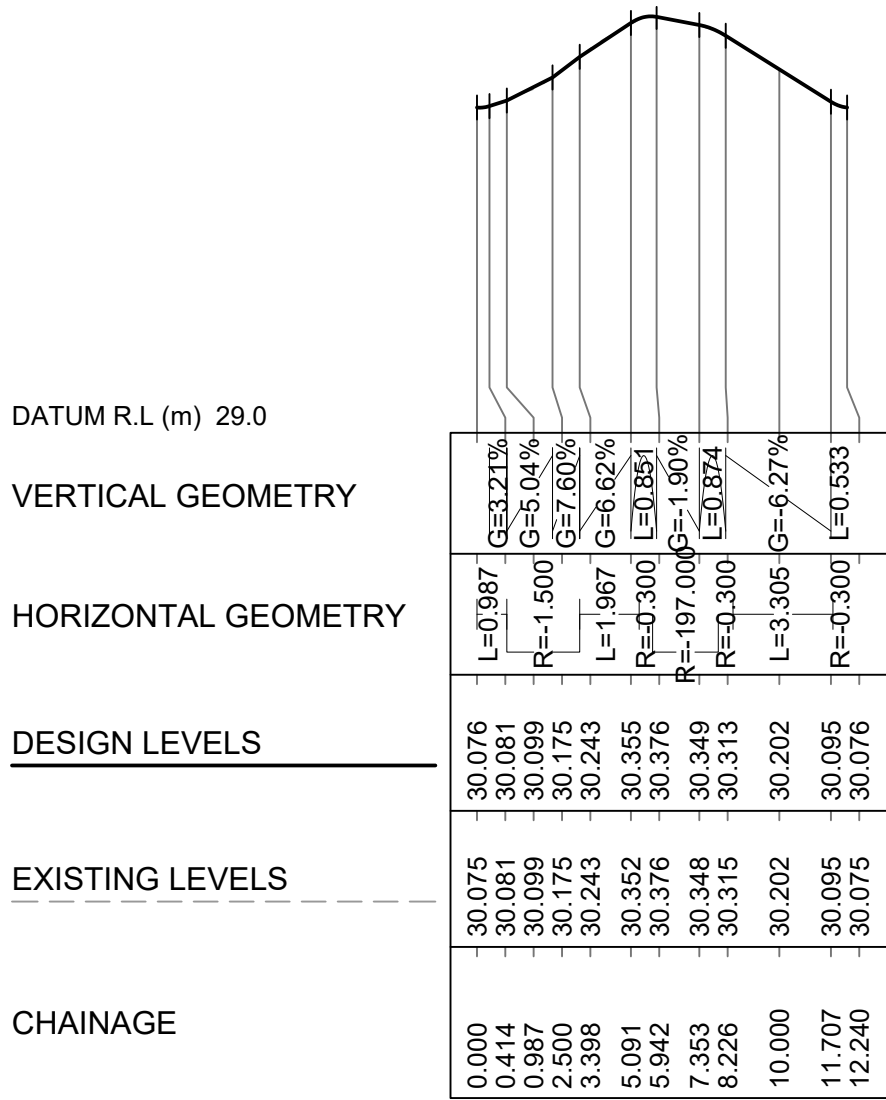 DATUM R.L (m) 29.0
VERTICAL GEOMETRY
G=3.21%
G=5.04%
G=7.60%
G=6.62%
L=0.851
G=-1.90%
L=0.874
G=-6.27%
L=0.533
HORIZONTAL GEOMETRY
L=0.987
R=-1.500
L=1.967
R=-0.300
R=-197.000
R=-0.300
L=3.305
R=-0.300
DESIGN LEVELS
30.076
30.081
30.099
30.175
30.243
30.355
30.376
30.349
30.313
30.202
30.095
30.076
EXISTING LEVELS
30.075
30.081
30.099
30.175
30.243
30.352
30.376
30.348
30.315
30.202
30.095
30.075
CHAINAGE
0.000
0.414
0.987
2.500
3.398
5.091
5.942
7.353
8.226
10.000
11.707
12.240